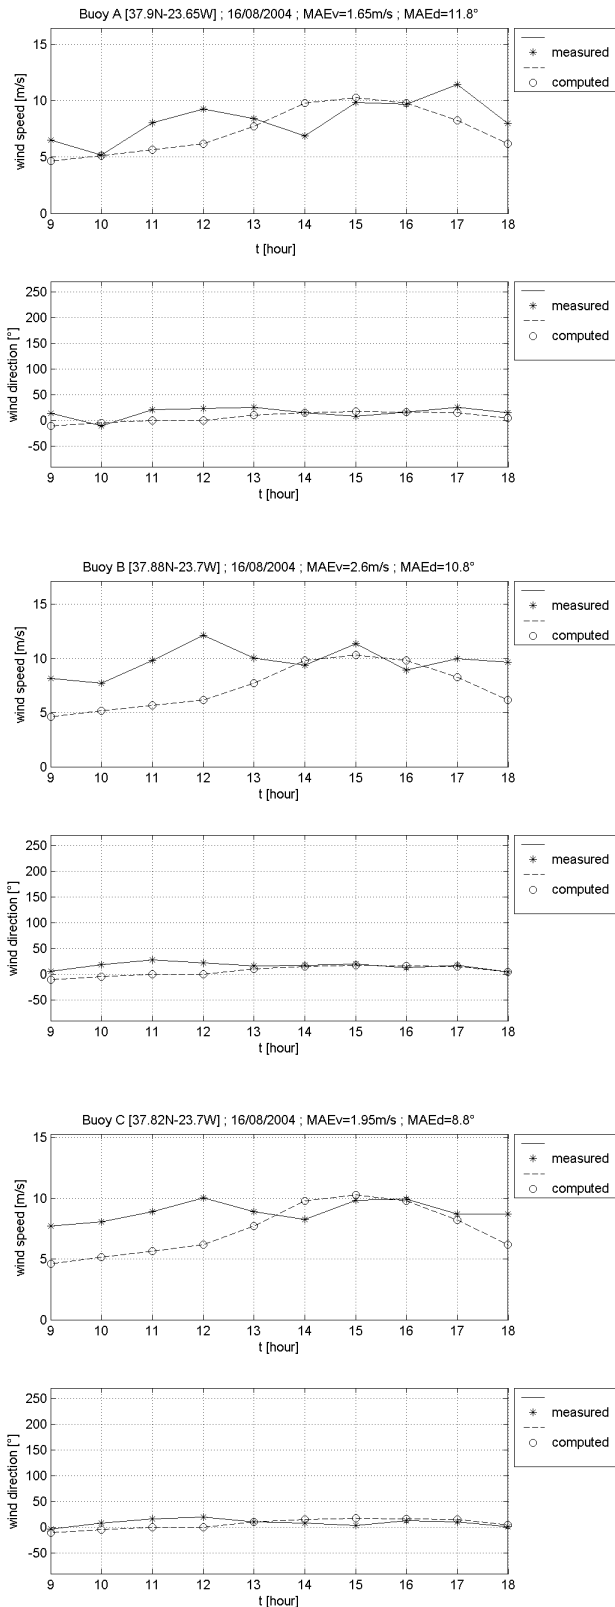 Buoy A [37.9N-23.65W] ; 16/08/2004 ; MAEv=1.65m/s ; MAEd=11.8°
15
10
5
0
wind speed [m/s]
9 10 11 12 13 14 15 16 17 18
t [hour]
measured
computed
250
200
150
100
50
0
-50
wind direction [°]
9 10 11 12 13 14 15 16 17 18
t [hour]
measured
computed
Buoy B [37.88N-23.7W] ; 16/08/2004 ; MAEv=2.6m/s ; MAEd=10.8°
15
10
5
0
wind speed [m/s]
9 10 11 12 13 14 15 16 17 18
t [hour]
measured
computed
250
200
150
100
50
0
-50
wind direction [°]
9 10 11 12 13 14 15 16 17 18
t [hour]
measured
computed
Buoy C [37.82N-23.7W] ; 16/08/2004 ; MAEv=1.95m/s ; MAEd=8.8°
15
10
5
0
wind speed [m/s]
9 10 11 12 13 14 15 16 17 18
t [hour]
measured
computed
250
200
150
100
50
0
-50
wind direction [°]
9 10 11 12 13 14 15 16 17 18
t [hour]
measured
computed